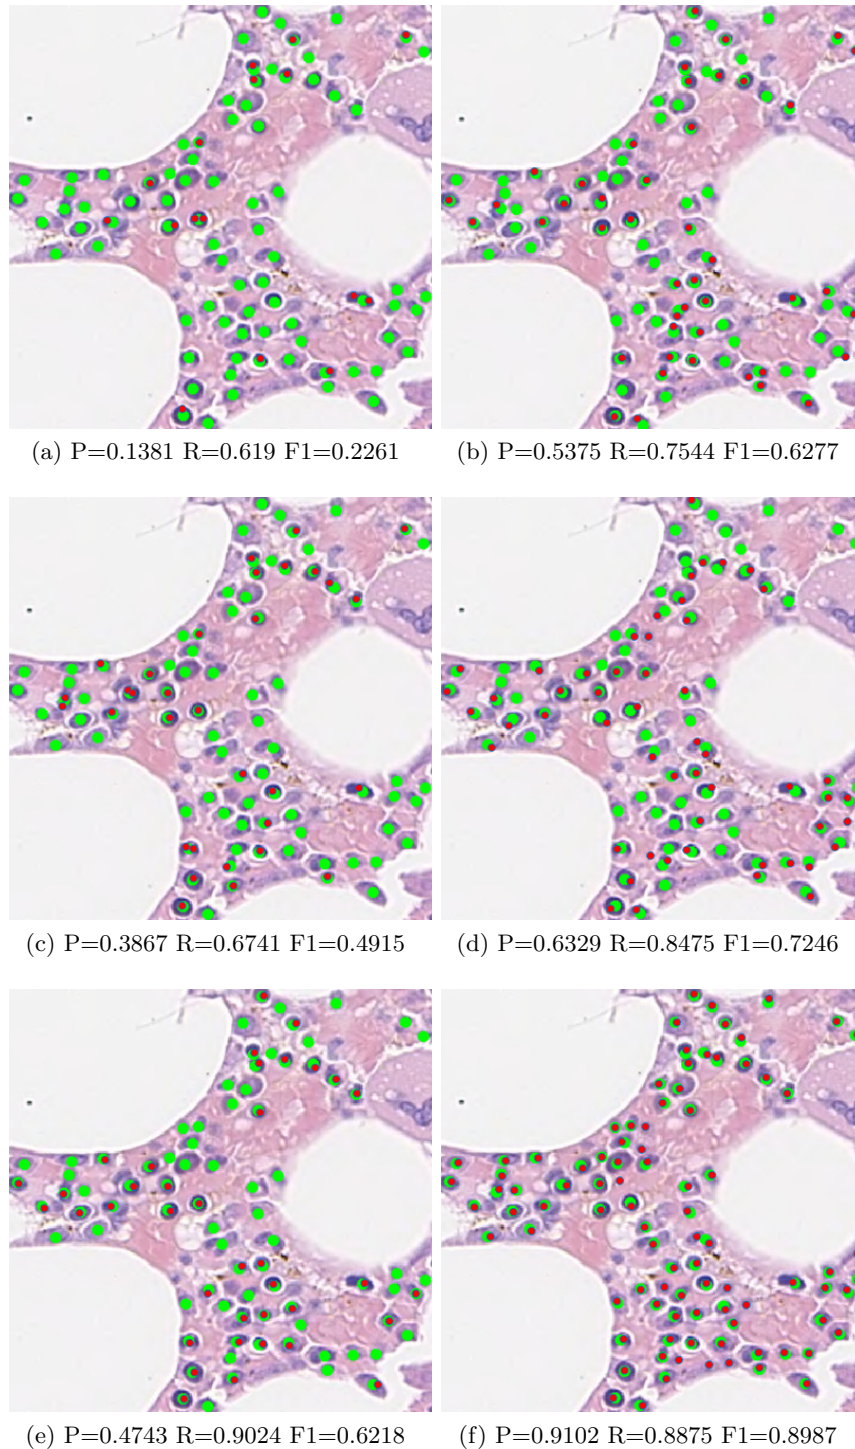 (a) P=0.1381 R=0.619 F1=0.2261
(b) P=0.5375 R=0.7544 F1=0.6277
(c) P=0.3867 R=0.6741 F1=0.4915
(d) P=0.6329 R=0.8475 F1=0.7246
(e) P=0.4743 R=0.9024 F1=0.6218
(f) P=0.9102 R=0.8875 F1=0.8987